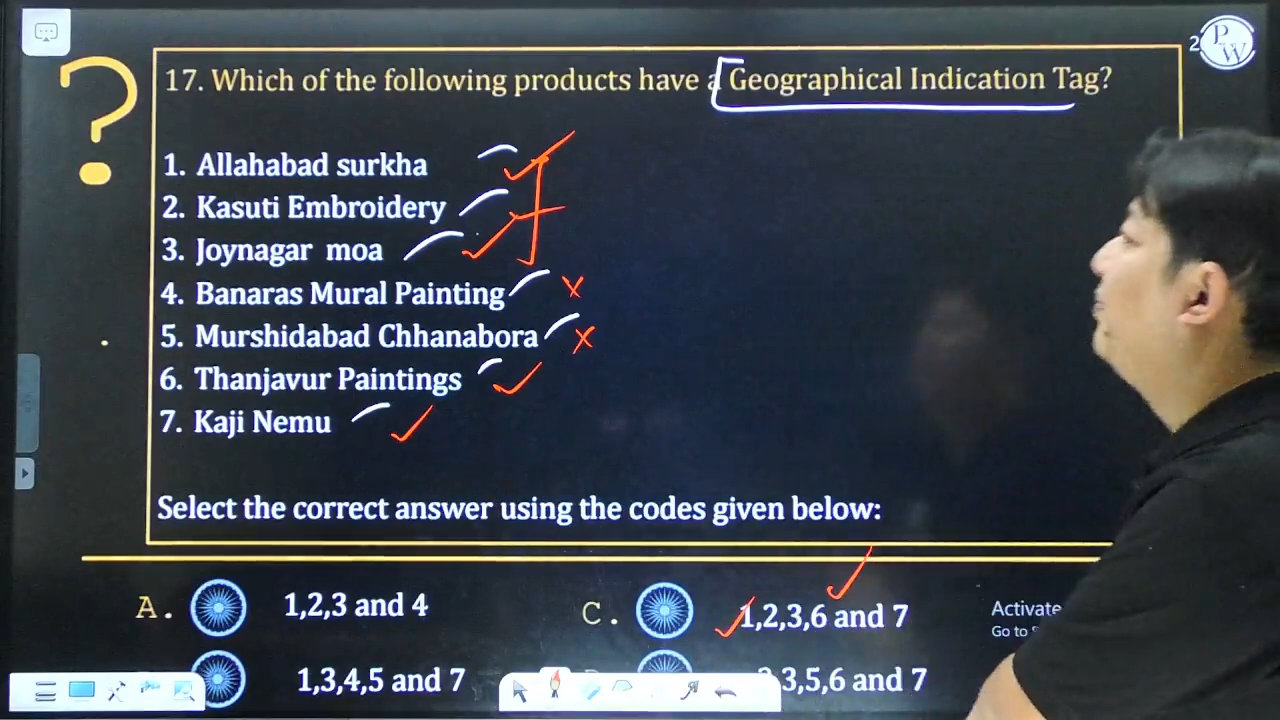 2
PW
17. Which of the following products have a Geographical Indication Tag?
1. Allahabad surkha
2. Kasuti Embroidery
3. Joynagar moa
4. Banaras Mural Painting
5. Murshidabad Chhanabora
6. Thanjavur Paintings
7. Kaji Nemu
Select the correct answer using the codes given below:
A. 1,2,3 and 4
C. 1,2,3,6 and 7
Activate
Go to
1,3,4,5 and 7
3,5,6 and 7